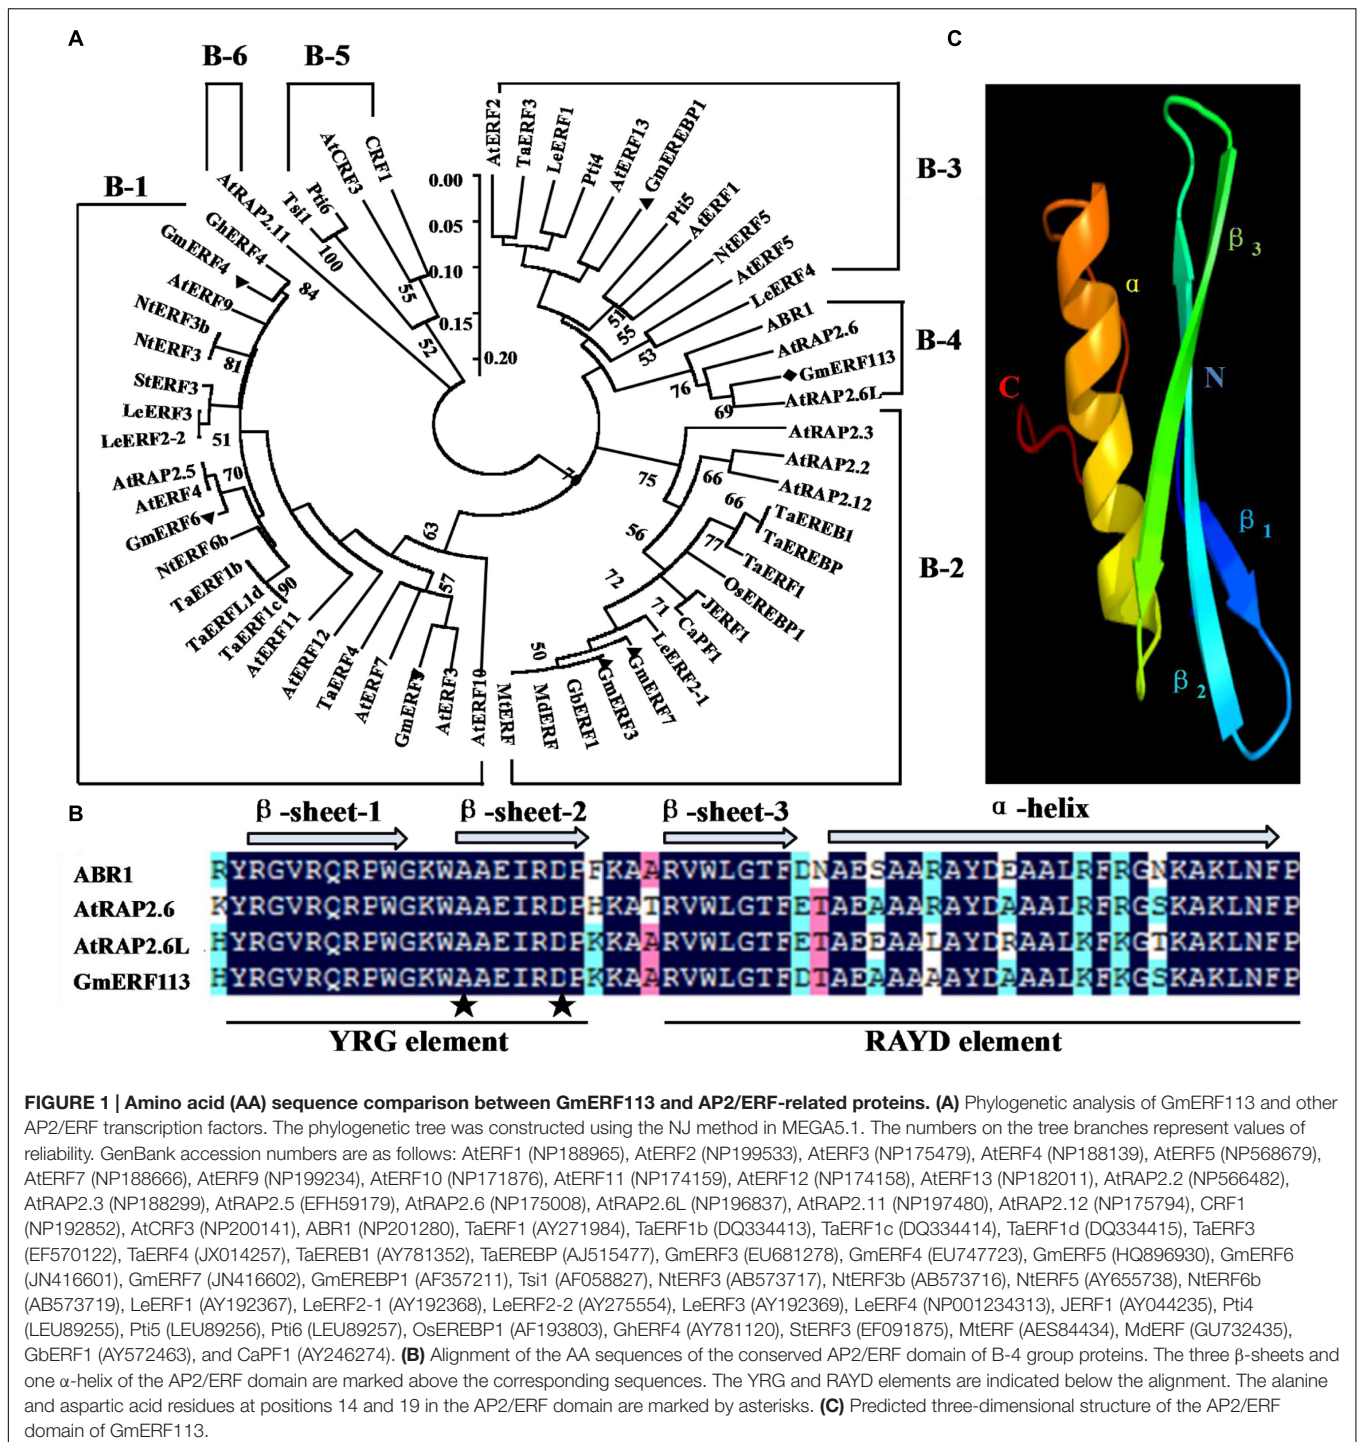 A
C
B-6
B-5
B-3
B-4
B-2
B-1
AtERF2
TaERF3
LeERF1
Pti4
AtERF13
GmEREBP1
Pti5
AtERF1
NtERF5
AtERF5
LeERF4
ABR1
AtRAP2.6
GmERF113
AtRAP2.6L
AtRAP2.3
AtRAP2.2
AtRAP2.12
TaEREB1
TaEREBP
TaERF1
OsEREBP1
JERF1
CaPF1
LeERF2-1
GmERF7
GmERF3
GbERF1
MdERF
MtERF
AtERF10
AtERF3
GmERF5
AtERF7
TaERF4
AtERF12
AtERF11
TaERF1c
TaERFL1d
TaERF1b
NtERF6b
GmERF6
AtERF4
AtRAP2.5
LeERF2-2
LeERF3
StERF3
NtERF3
NtERF3b
AtERF9
GmERF4
GhERF4
AtRAP2.11
Tsi1
Pti6
AtCRF3
CRF1
0.00
0.05
0.10
0.15
0.20
100
55
52
84
81
51
70
90
63
57
51
55
53
76
69
75
66
66
77
56
72
71
50
α
β 3
N
C
β 1
β 2
B
β -sheet-1
β -sheet-2
β -sheet-3
α -helix
ABR1 RYRGVRQRPWGKWAAEIRDPFKAARVWLGTFDNAESAARAYDEAALRFRGNKAKLNFP
AtRAP2.6 KYRGVRQRPWGKWAAEIRDPHKATRVWLGTFETAEAAARAYDAAALRFRGSKAKLNFP
AtRAP2.6L HYRGVRQRPWGKWAAEIRDPKKAARVWLGTFETAEEAALAYDRAALKFKGTKAKLNFP
GmERF113 HYRGVRQRPWGKWAAEIRDPKKAARVWLGTFDTAEAAAAAYDAAALKFKGSKAKLNFP
YRG element
RAYD element
FIGURE 1 | Amino acid (AA) sequence comparison between GmERF113 and AP2/ERF-related proteins. (A) Phylogenetic analysis of GmERF113 and other
AP2/ERF transcription factors. The phylogenetic tree was constructed using the NJ method in MEGA5.1. The numbers on the tree branches represent values of
reliability. GenBank accession numbers are as follows: AtERF1 (NP188965), AtERF2 (NP199533), AtERF3 (NP175479), AtERF4 (NP188139), AtERF5 (NP568679),
AtERF7 (NP188666), AtERF9 (NP199234), AtERF10 (NP171876), AtERF11 (NP174159), AtERF12 (NP174158), AtERF13 (NP182011), AtRAP2.2 (NP566482),
AtRAP2.3 (NP188299), AtRAP2.5 (EFH59179), AtRAP2.6 (NP175008), AtRAP2.6L (NP196837), AtRAP2.11 (NP197480), AtRAP2.12 (NP175794), CRF1
(NP192852), AtCRF3 (NP200141), ABR1 (NP201280), TaERF1 (AY271984), TaERF1b (DQ334413), TaERF1c (DQ334414), TaERF1d (DQ334415), TaERF3
(EF570122), TaERF4 (JX014257), TaEREB1 (AY781352), TaEREBP (AJ515477), GmERF3 (EU681278), GmERF4 (EU747723), GmERF5 (HQ896930), GmERF6
(JN416601), GmERF7 (JN416602), GmEREBP1 (AF357211), Tsi1 (AF058827), NtERF3 (AB573717), NtERF3b (AB573716), NtERF5 (AY655738), NtERF6b
(AB573719), LeERF1 (AY192367), LeERF2-1 (AY192368), LeERF2-2 (AY275554), LeERF3 (AY192369), LeERF4 (NP001234313), JERF1 (AY044235), Pti4
(LEU89255), Pti5 (LEU89256), Pti6 (LEU89257), OsEREBP1 (AF193803), GhERF4 (AY781120), StERF3 (EF091875), MtERF (AES84434), MdERF (GU732435),
GbERF1 (AY572463), and CaPF1 (AY246274). (B) Alignment of the AA sequences of the conserved AP2/ERF domain of B-4 group proteins. The three β-sheets and
one α-helix of the AP2/ERF domain are marked above the corresponding sequences. The YRG and RAYD elements are indicated below the alignment. The alanine
and aspartic acid residues at positions 14 and 19 in the AP2/ERF domain are marked by asterisks. (C) Predicted three-dimensional structure of the AP2/ERF
domain of GmERF113.